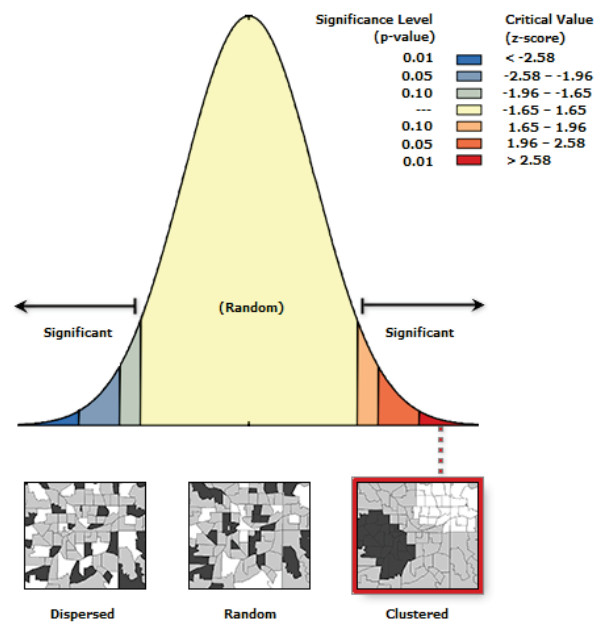 Significance Level Critical Value
(p-value) (z-score)
0.01 < -2.58
0.05 -2.58 – -1.96
0.10 -1.96 – -1.65
--- -1.65 – 1.65
0.10 1.65 – 1.96
0.05 1.96 – 2.58
0.01 > 2.58
(Random)
Significant Significant
Dispersed Random Clustered